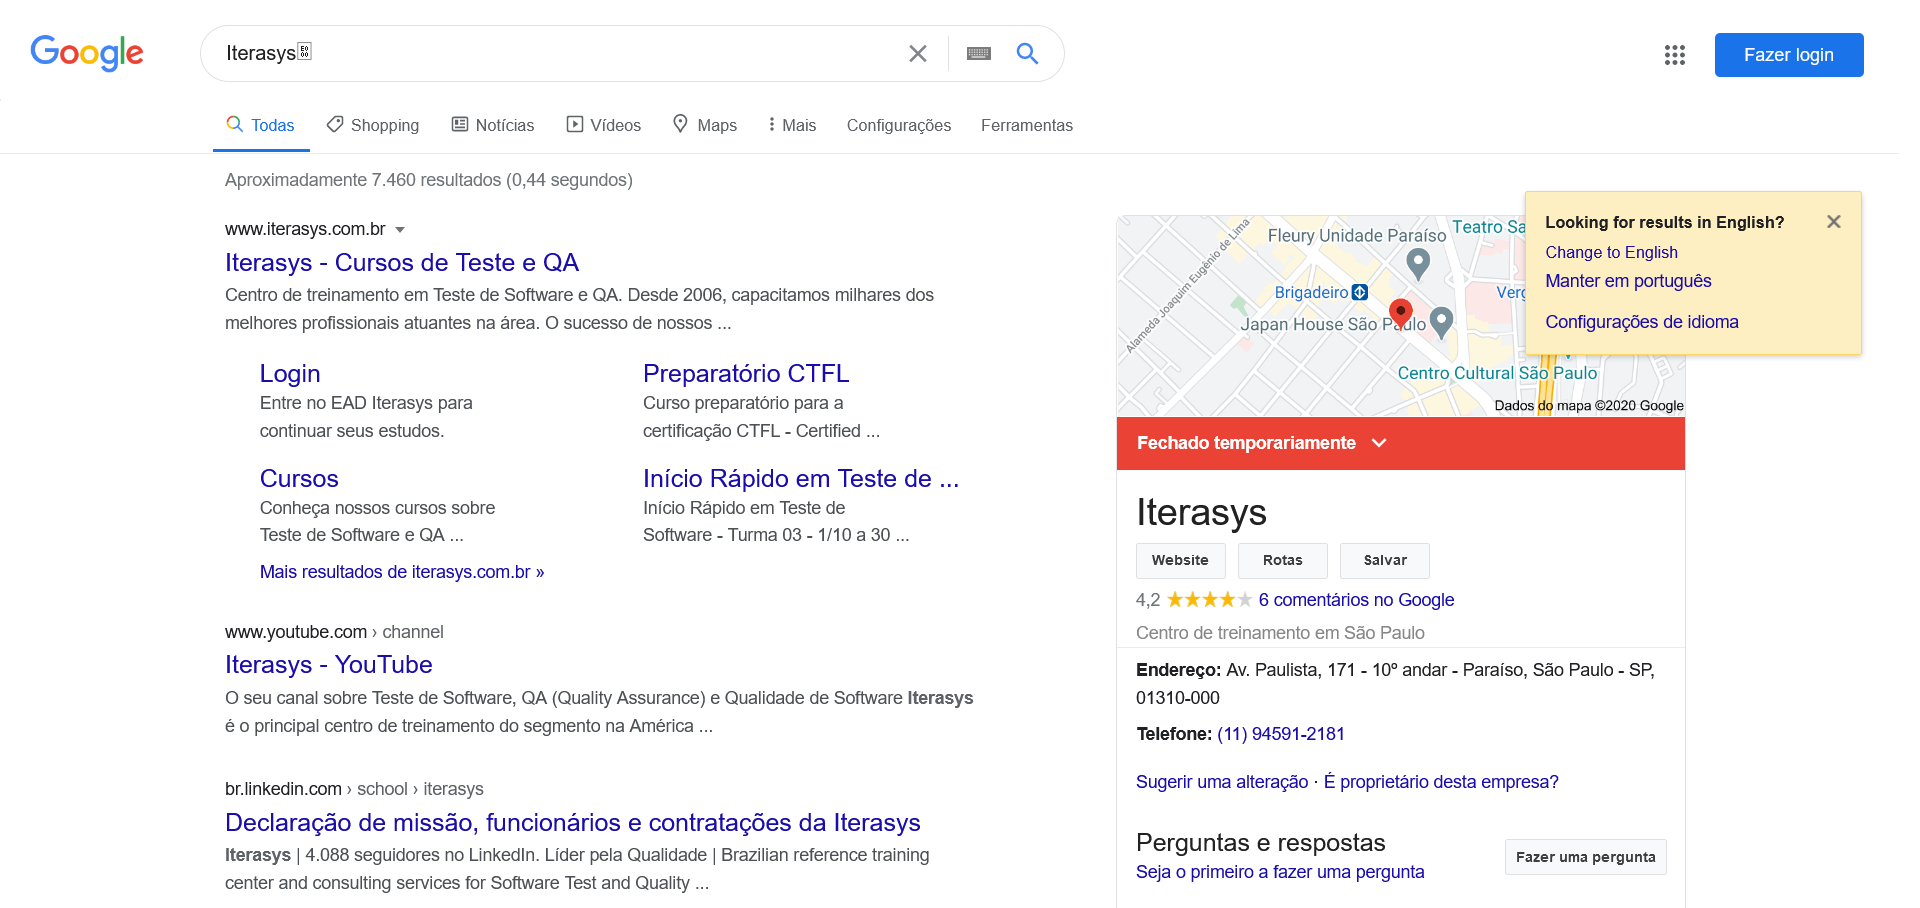 Google
Iterasys
Fazer login
Todas
Shopping
Notícias
Vídeos
Maps
Mais
Configurações
Ferramentas
Aproximadamente 7.460 resultados (0,44 segundos)
www.iterasys.com.br
Iterasys - Cursos de Teste e QA
Centro de treinamento em Teste de Software e QA. Desde 2006, capacitamos milhares dos
melhores profissionais atuantes na área. O sucesso de nossos ...
Login
Entre no EAD Iterasys para
continuar seus estudos.
Preparatório CTFL
Curso preparatório para a
certificação CTFL - Certified ...
Cursos
Conheça nossos cursos sobre
Teste de Software e QA ...
Início Rápido em Teste de ...
Início Rápido em Teste de
Software - Turma 03 - 1/10 a 30 ...
Mais resultados de iterasys.com.br »
www.youtube.com › channel
Iterasys - YouTube
O seu canal sobre Teste de Software, QA (Quality Assurance) e Qualidade de Software Iterasys
é o principal centro de treinamento do segmento na América ...
br.linkedin.com › school › iterasys
Declaração de missão, funcionários e contratações da Iterasys
Iterasys | 4.088 seguidores no LinkedIn. Líder pela Qualidade | Brazilian reference training
center and consulting services for Software Test and Quality ...
Looking for results in English?
Change to English
Manter em português
Configurações de idioma
Teatro Sa
Fleury Unidade Paraíso
Alameda Joaquim Eugênio de Lima
Brigadeiro
Verg
Japan House São Paulo
Centro Cultural São Paulo
Dados do mapa ©2020 Google
Fechado temporariamente
Iterasys
Website
Rotas
Salvar
4,2
6 comentários no Google
Centro de treinamento em São Paulo
Endereço: Av. Paulista, 171 - 10º andar - Paraíso, São Paulo - SP,
01310-000
Telefone: (11) 94591-2181
Sugerir uma alteração · É proprietário desta empresa?
Perguntas e respostas
Seja o primeiro a fazer uma pergunta
Fazer uma pergunta